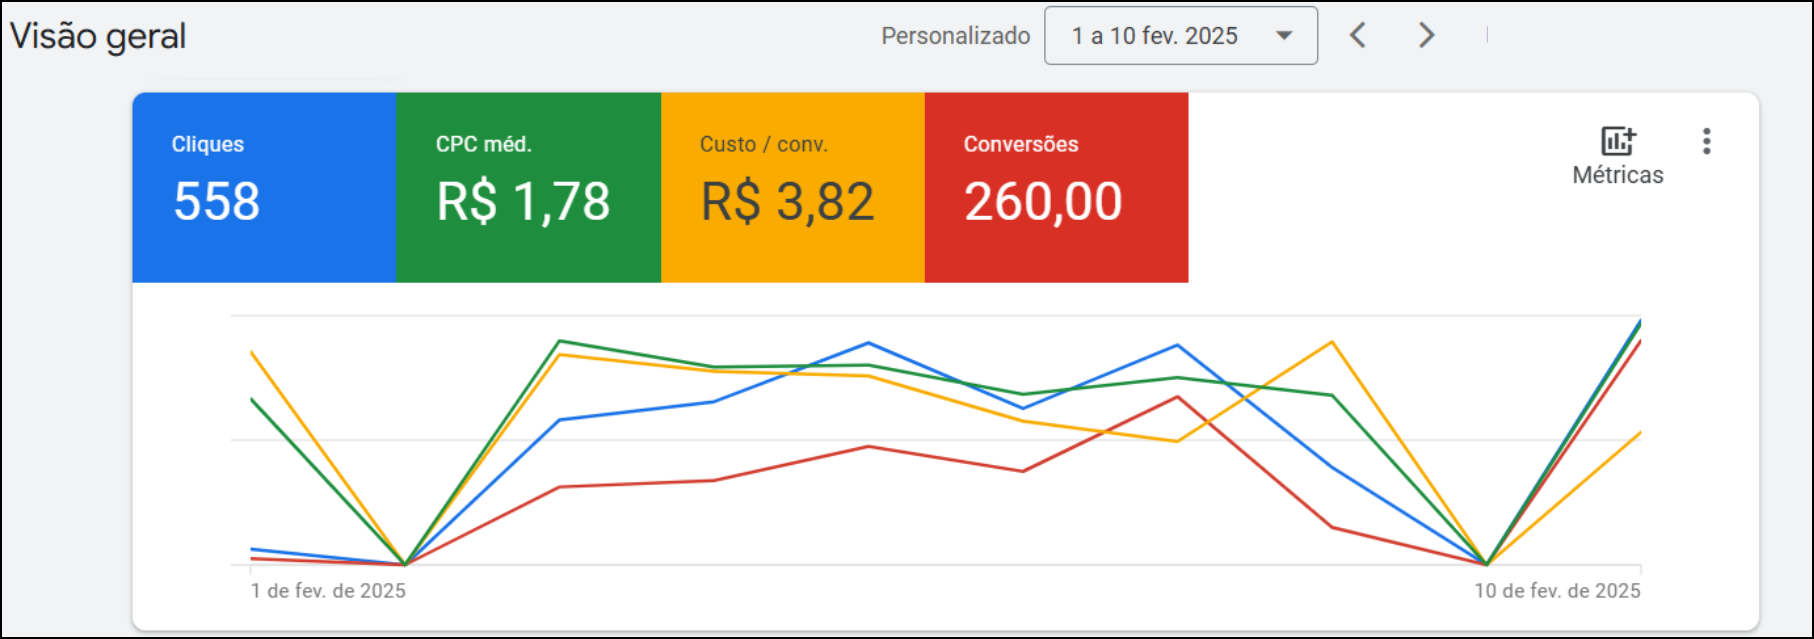 Visão geral
Personalizado
1 a 10 fev. 2025
Cliques
558
CPC méd.
R$ 1,78
Custo / conv.
R$ 3,82
Conversões
260,00
Métricas
1 de fev. de 2025
10 de fev. de 2025